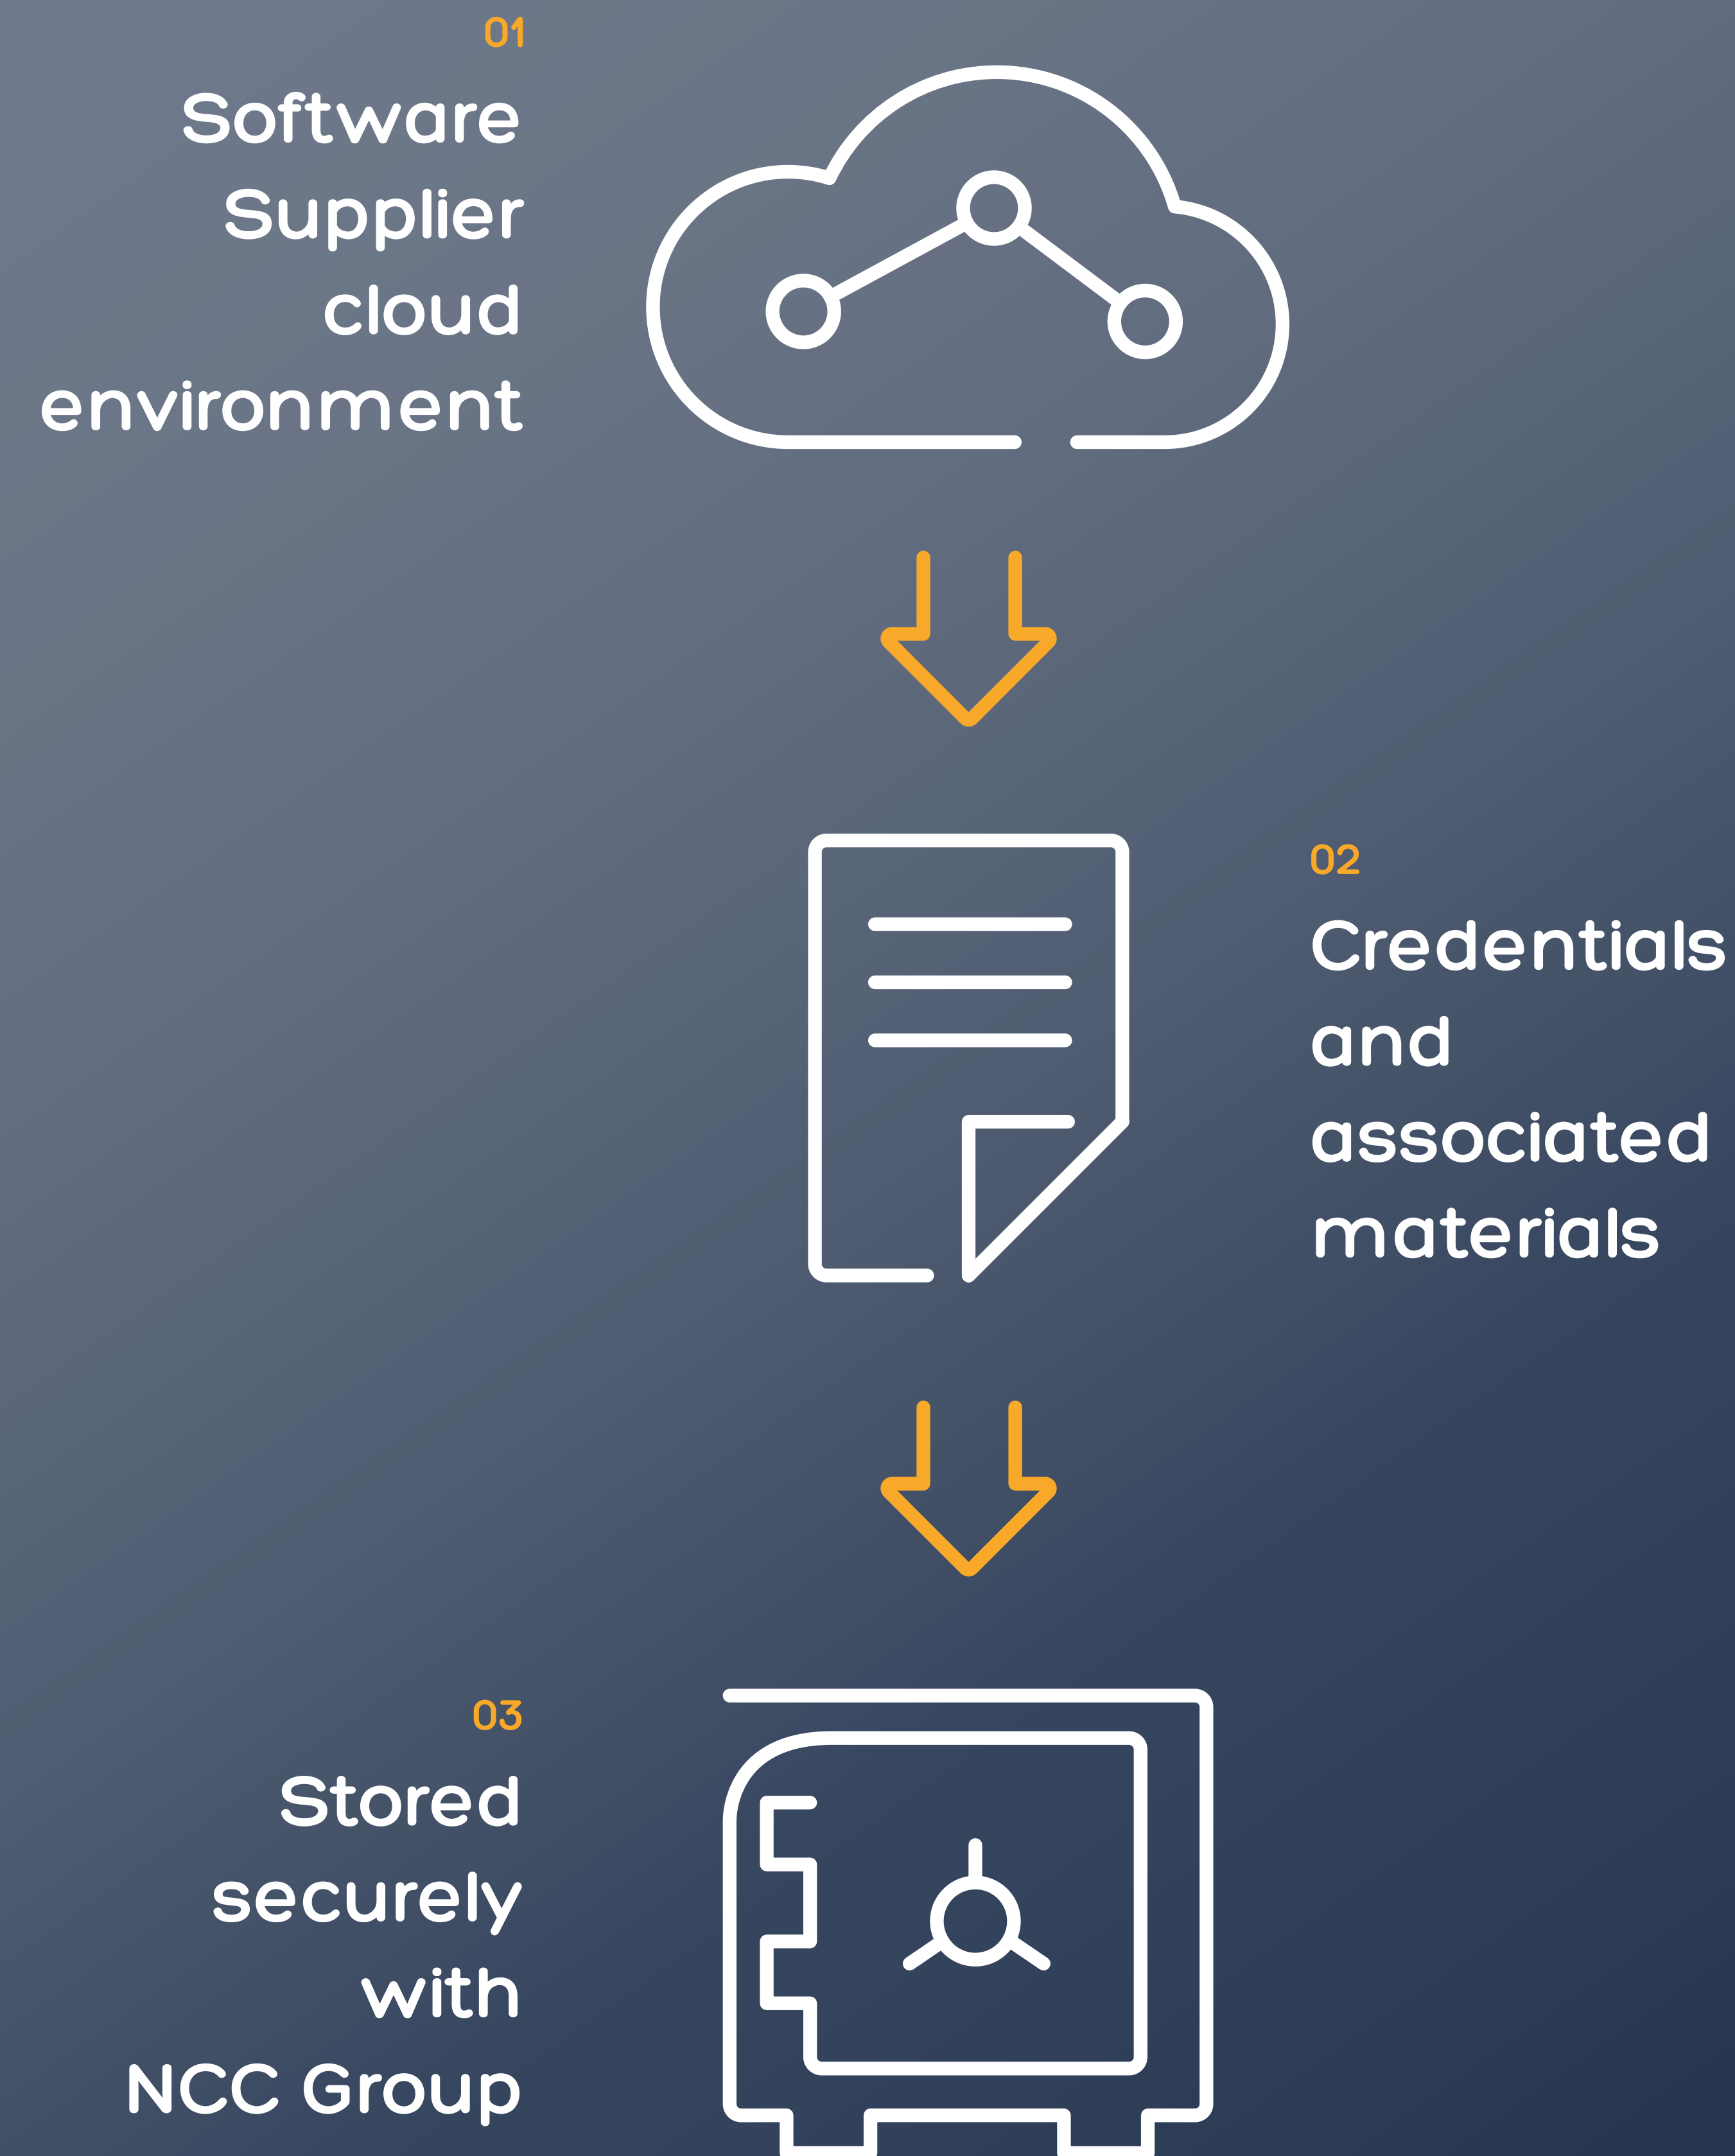 01
Software
Supplier
cloud
environment
02
Credentials
and
associated
materials
03
Stored
securely
with
NCC Group